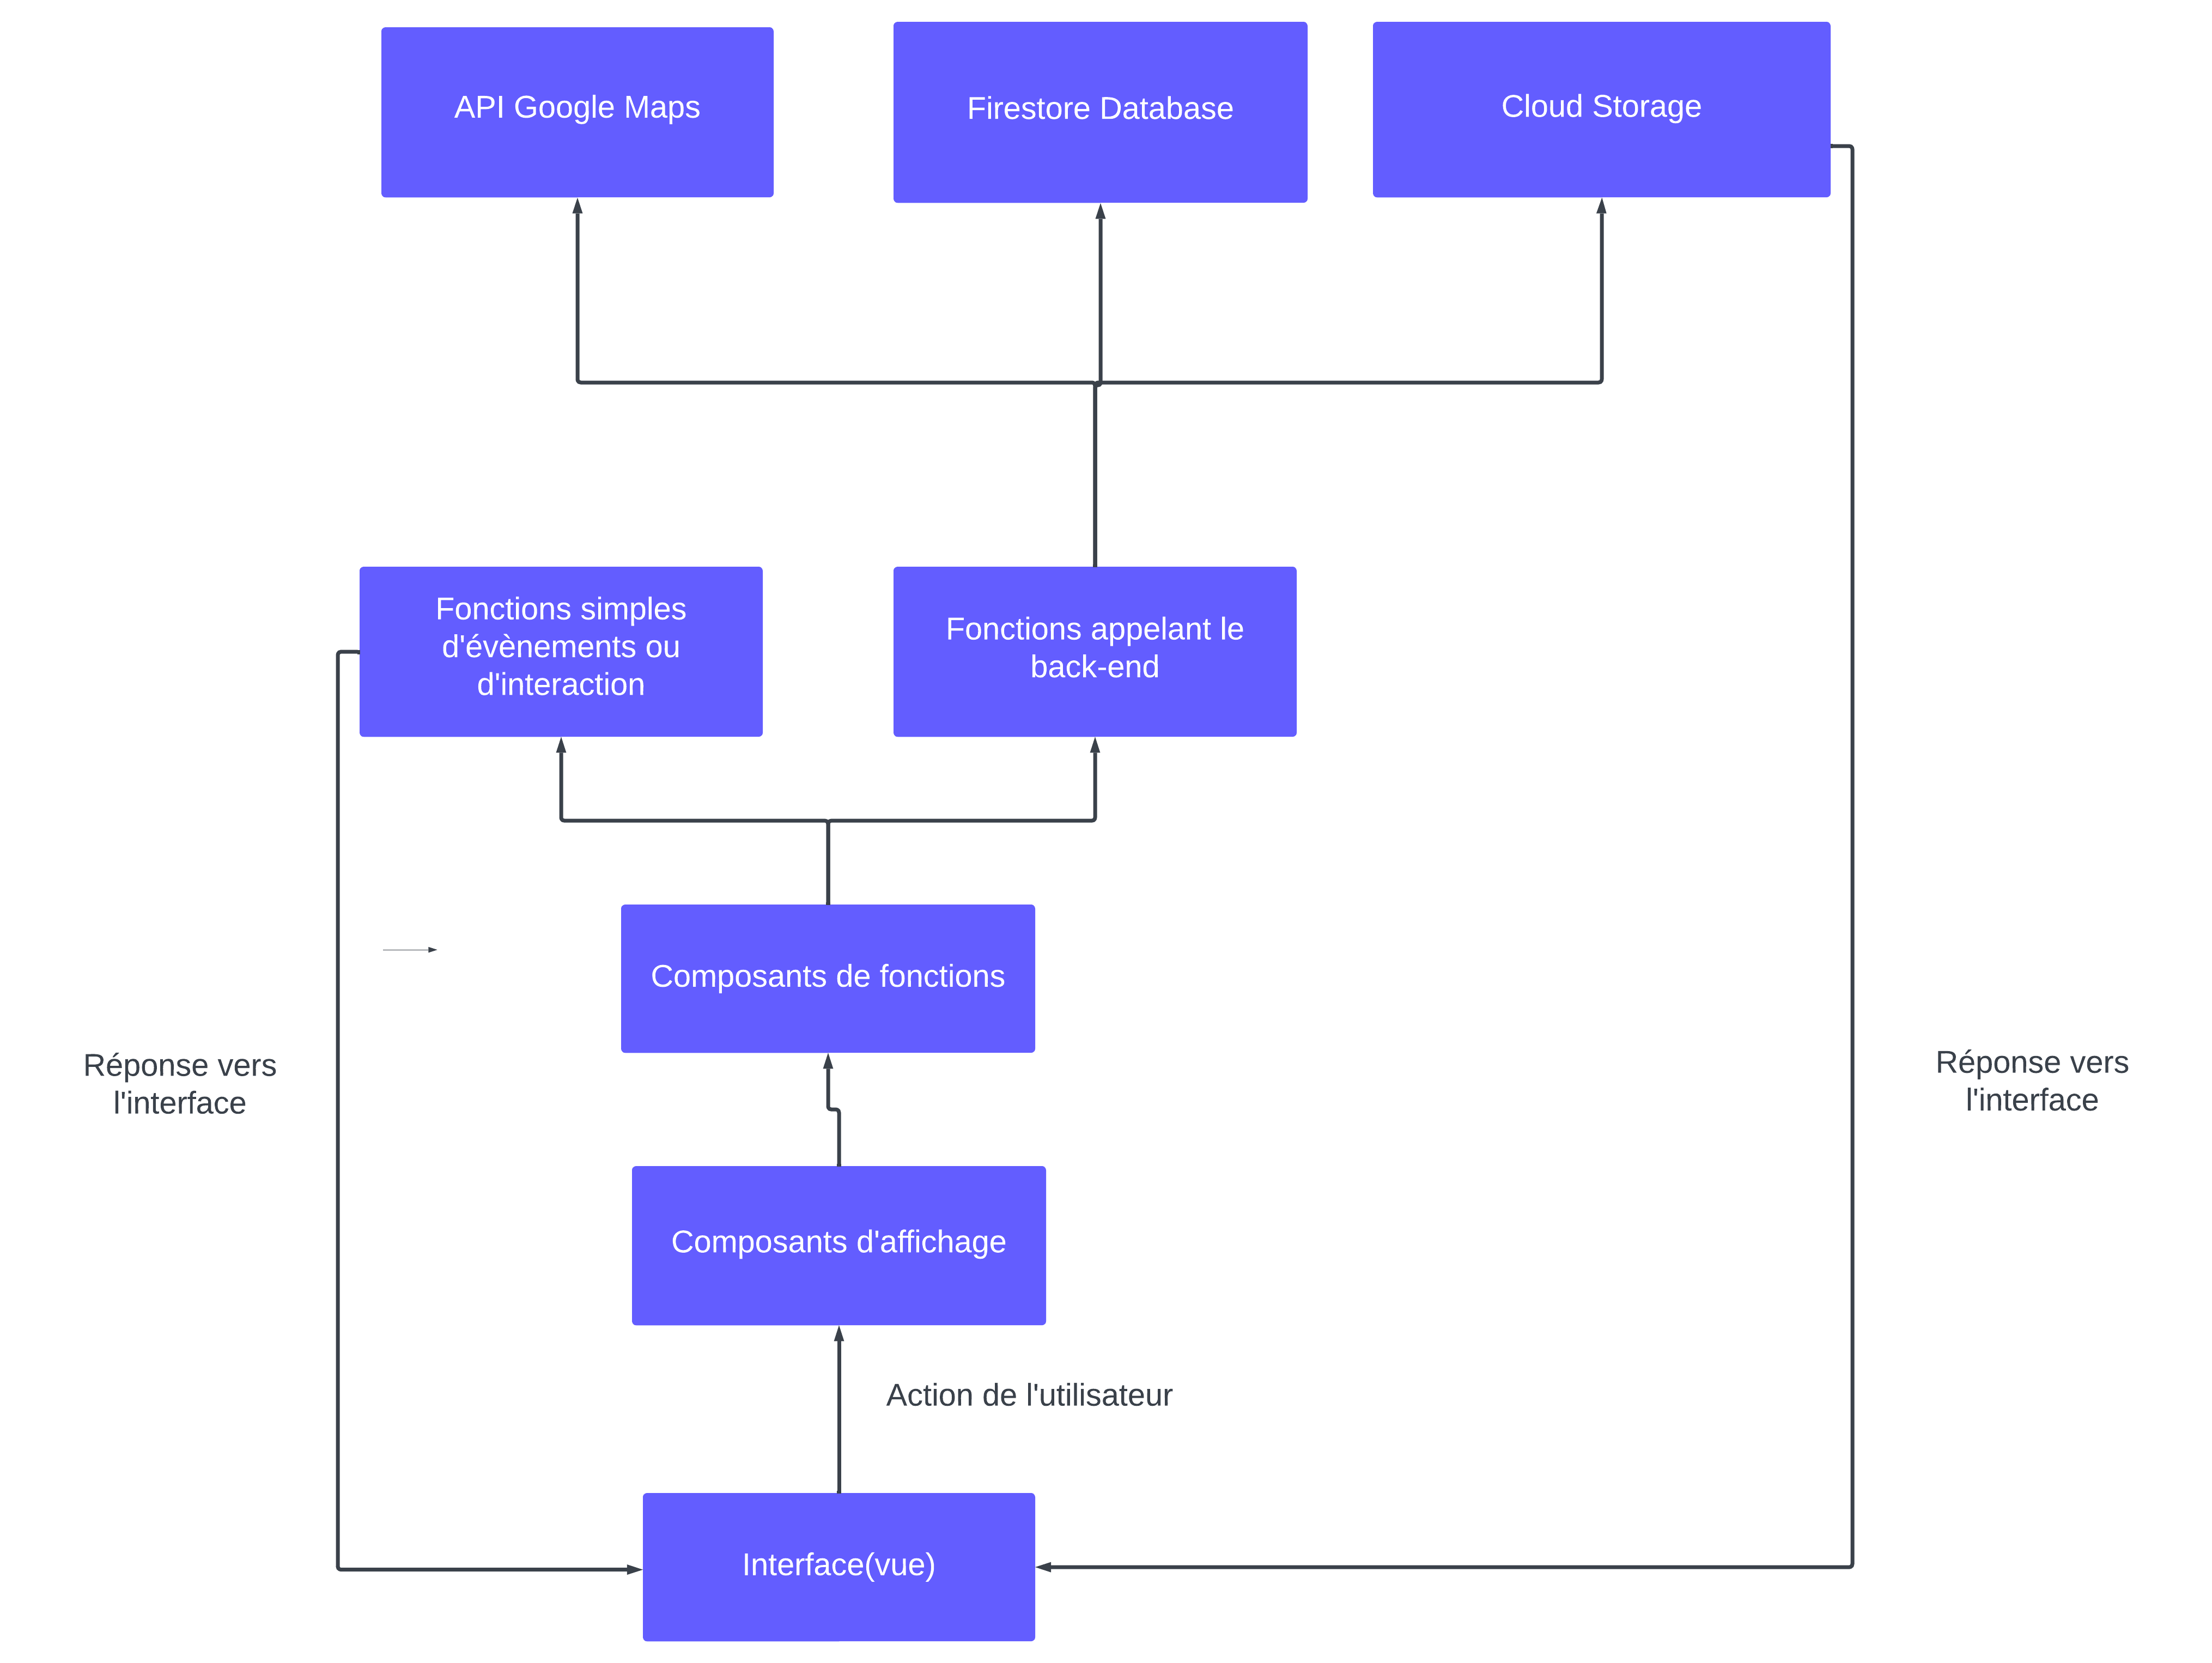 API Google Maps
Firestore Database
Cloud Storage
Fonctions simples
d'évènements ou
d'interaction
Fonctions appelant le
back-end
Composants de fonctions
Réponse vers
l'interface
Réponse vers
l'interface
Composants d'affichage
Action de l'utilisateur
Interface(vue)